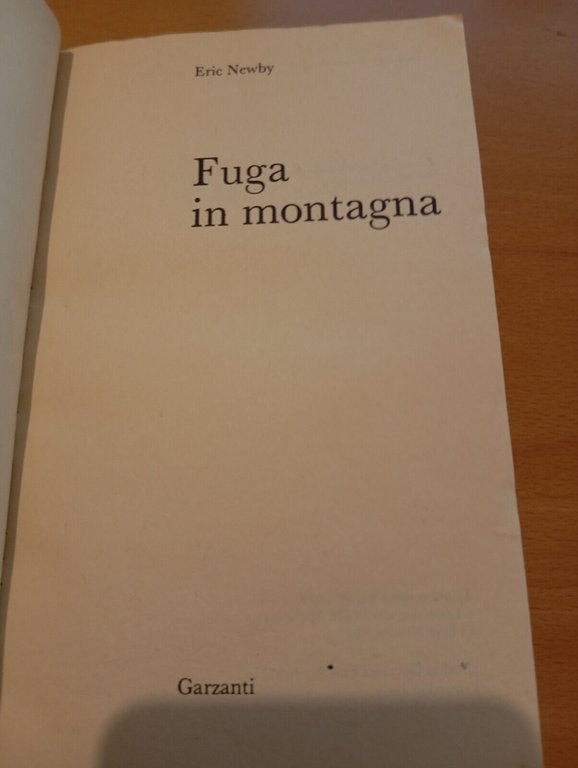 Eric Newby
Fuga
in montagna
Garzanti